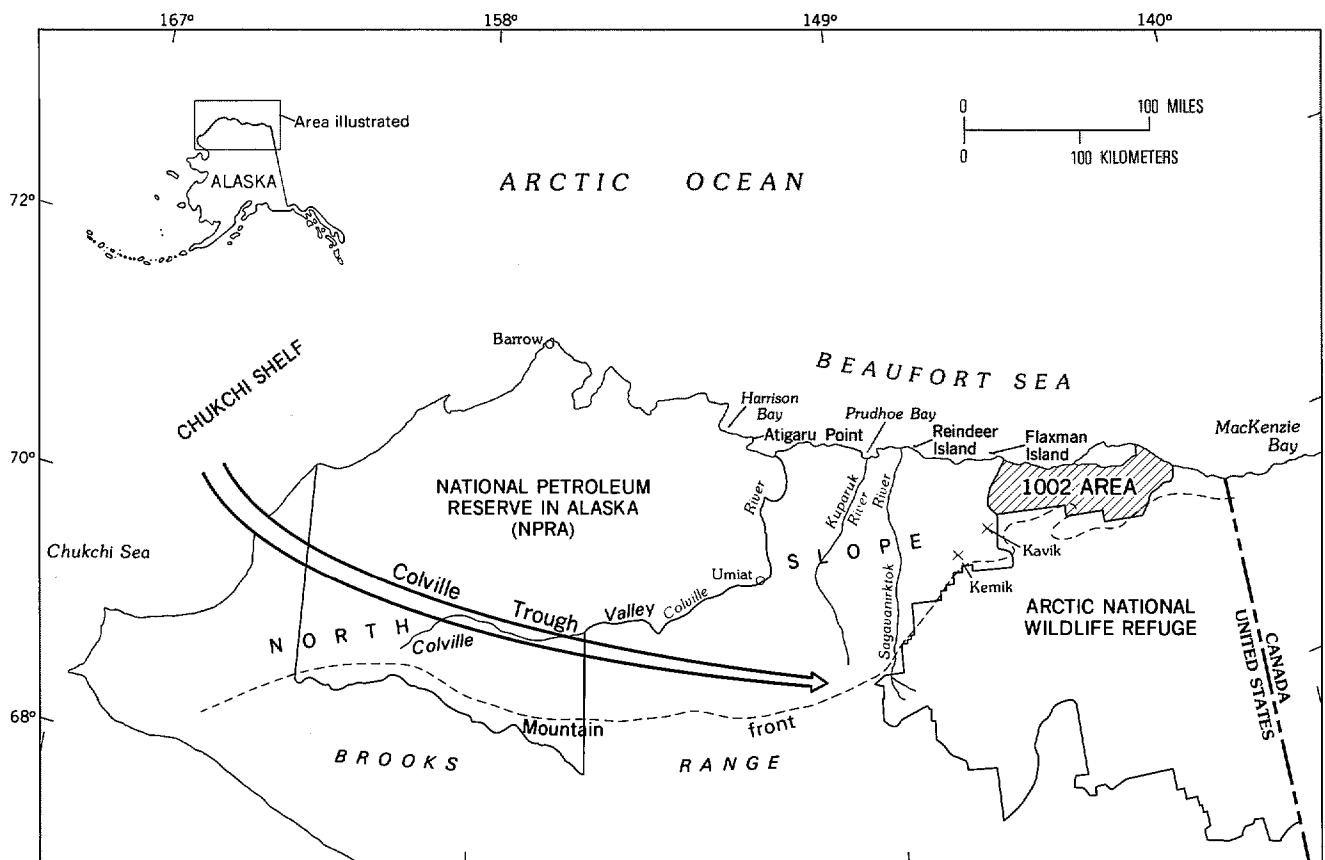 167°
158°
149°
140°
0 100 MILES
0 100 KILOMETERS
Area illustrated
ALASKA
ARCTIC OCEAN
72°
Barrow
BEAUFORT SEA
CHUKCHI SHELF
Harrison
Bay
Prudhoe Bay
Atigaru Point
Reindeer
Island
Flaxman
Island
MacKenzie
Bay
70°
1002 AREA
NATIONAL PETROLEUM
RESERVE IN ALASKA
(NPRA)
River
Kuparuk
River
River
Sagavanirktok
Chukchi Sea
SLOPE
Kavik
Kemik
Umiat
Colville
Trough
Valley
Colville
NORTH
Colville
ARCTIC NATIONAL
WILDLIFE REFUGE
CANADA
UNITED STATES
68°
Mountain
front
BROOKS RANGE